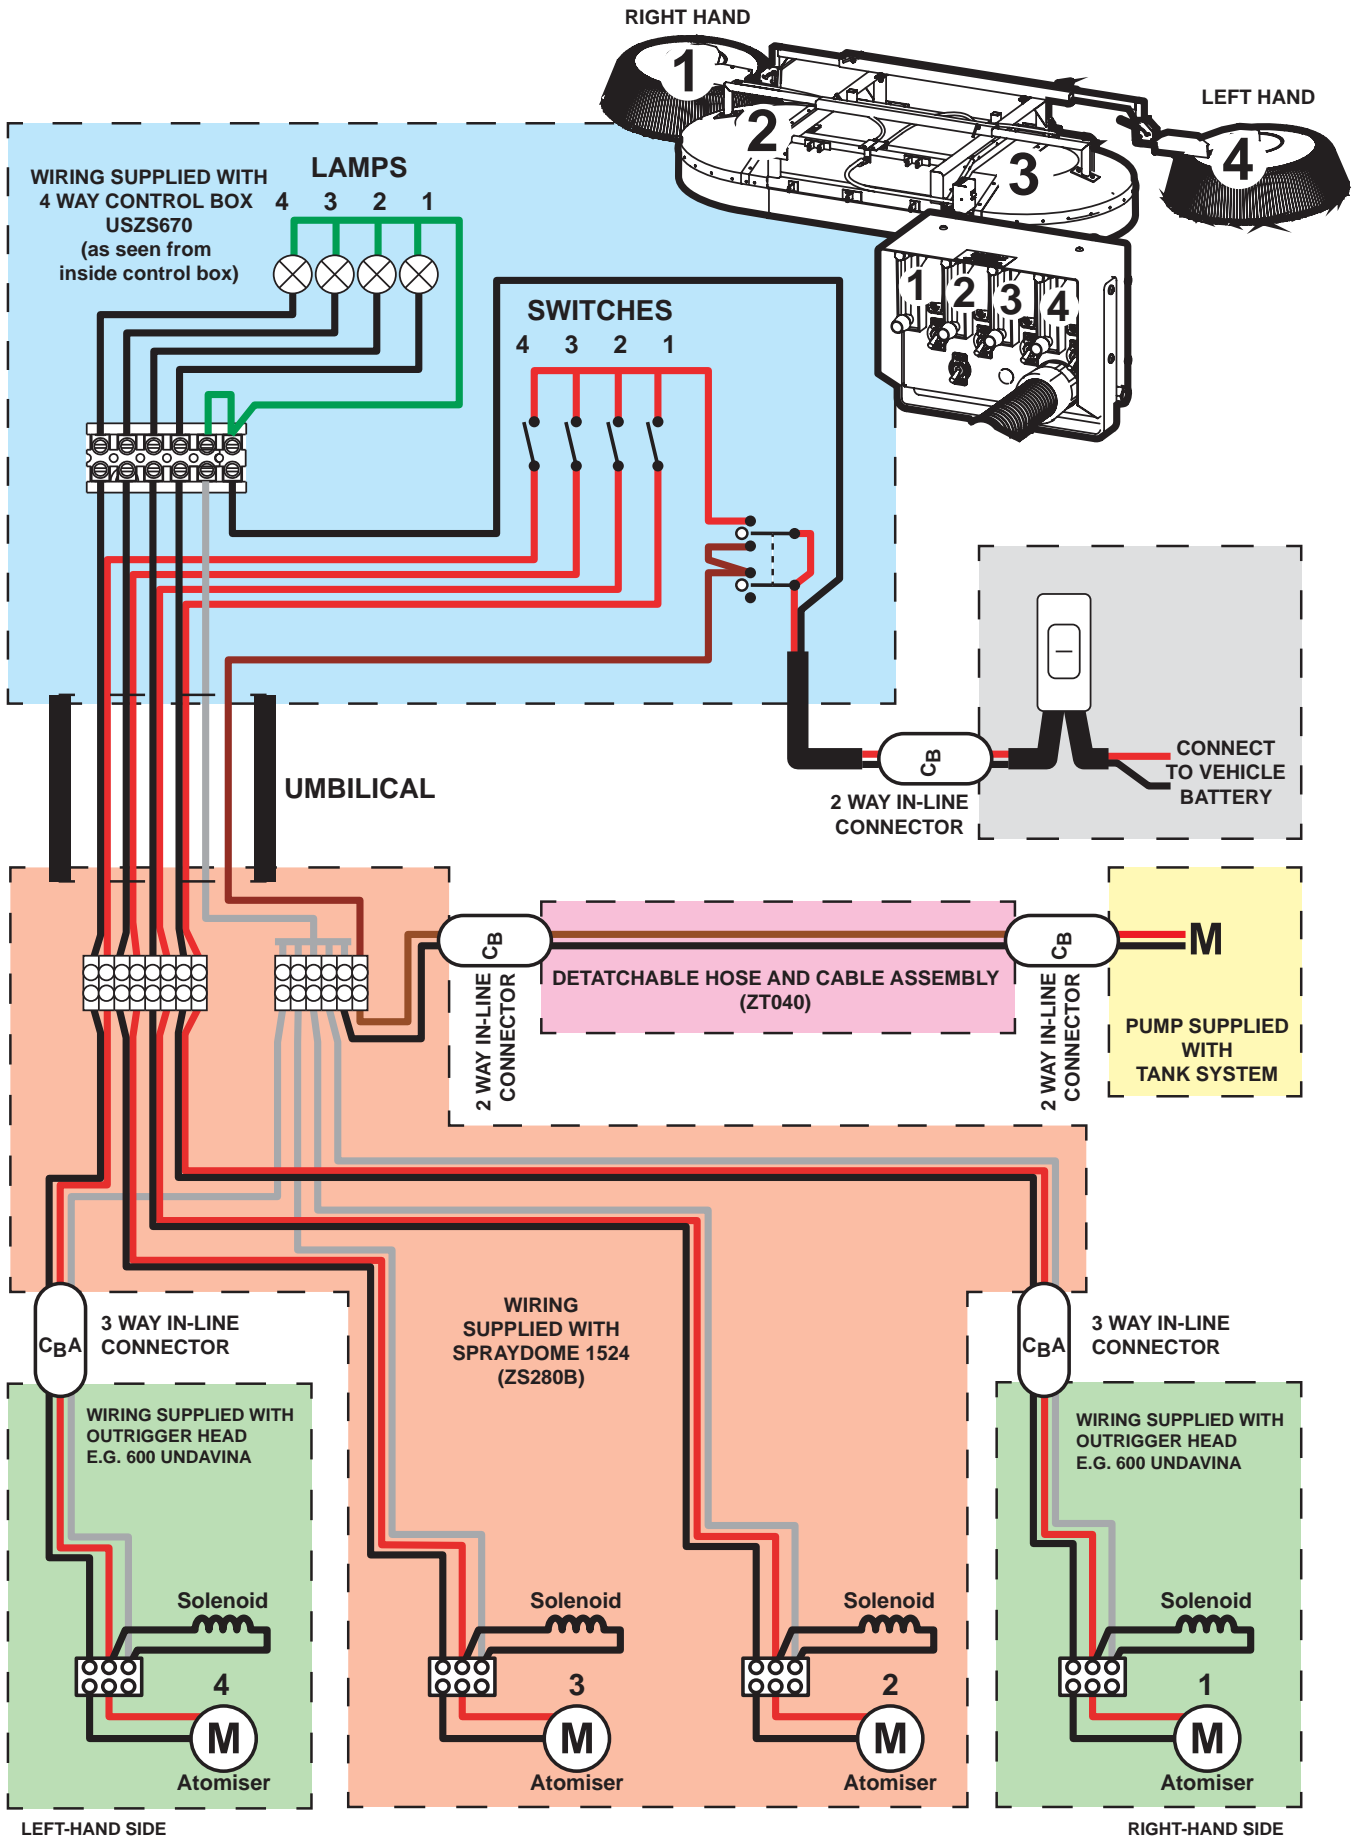 RIGHT HAND
1
LEFT HAND
2
3
4
LAMPS
WIRING SUPPLIED WITH
4 WAY CONTROL BOX
USZS670
(as seen from
inside control box)
4 3 2 1
1
2
3
4
SWITCHES
4 3 2 1
UMBILICAL
CB
2 WAY IN-LINE
CONNECTOR
CONNECT
TO VEHICLE
BATTERY
CB
2 WAY IN-LINE
CONNECTOR
DETATCHABLE HOSE AND CABLE ASSEMBLY
(ZT040)
CB
2 WAY IN-LINE
CONNECTOR
M
PUMP SUPPLIED
WITH
TANK SYSTEM
CBA
3 WAY IN-LINE
CONNECTOR
WIRING
SUPPLIED WITH
SPRAYDOME 1524
(ZS280B)
CBA
3 WAY IN-LINE
CONNECTOR
WIRING SUPPLIED WITH
OUTRIGGER HEAD
E.G. 600 UNDAVINA
WIRING SUPPLIED WITH
OUTRIGGER HEAD
E.G. 600 UNDAVINA
Solenoid
4
M
Atomiser
Solenoid
3
M
Atomiser
Solenoid
2
M
Atomiser
Solenoid
1
M
Atomiser
LEFT-HAND SIDE
RIGHT-HAND SIDE